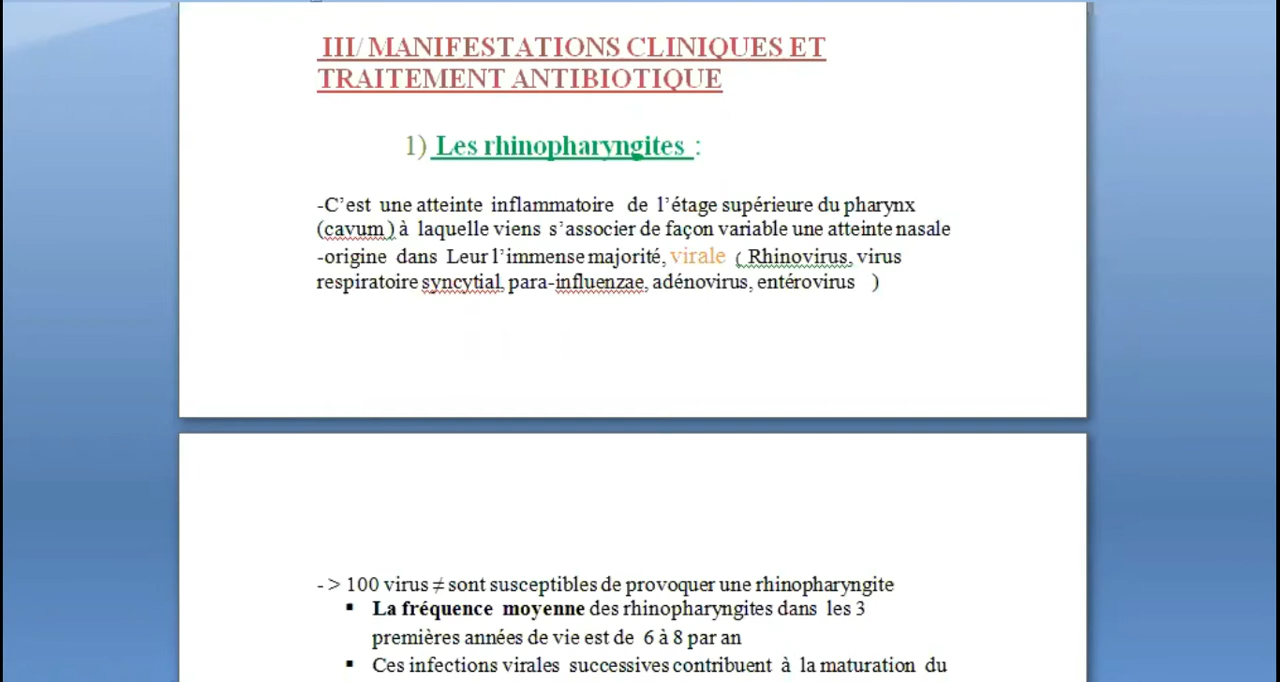 III/ MANIFESTATIONS CLINIQUES ET
TRAITEMENT ANTIBIOTIQUE
1) Les rhinopharyngites :
-C’est une atteinte inflammatoire de l’étage supérieure du pharynx
(cavum ) à laquelle viens s’associer de façon variable une atteinte nasale
-origine dans Leur l’immense majorité, virale ( Rhinovirus, virus
respiratoire syncytial, para-influenzae, adénovirus, entérovirus )
- > 100 virus ≠ sont susceptibles de provoquer une rhinopharyngite
▪ La fréquence moyenne des rhinopharyngites dans les 3
premières années de vie est de 6 à 8 par an
▪ Ces infections virales successives contribuent à la maturation du